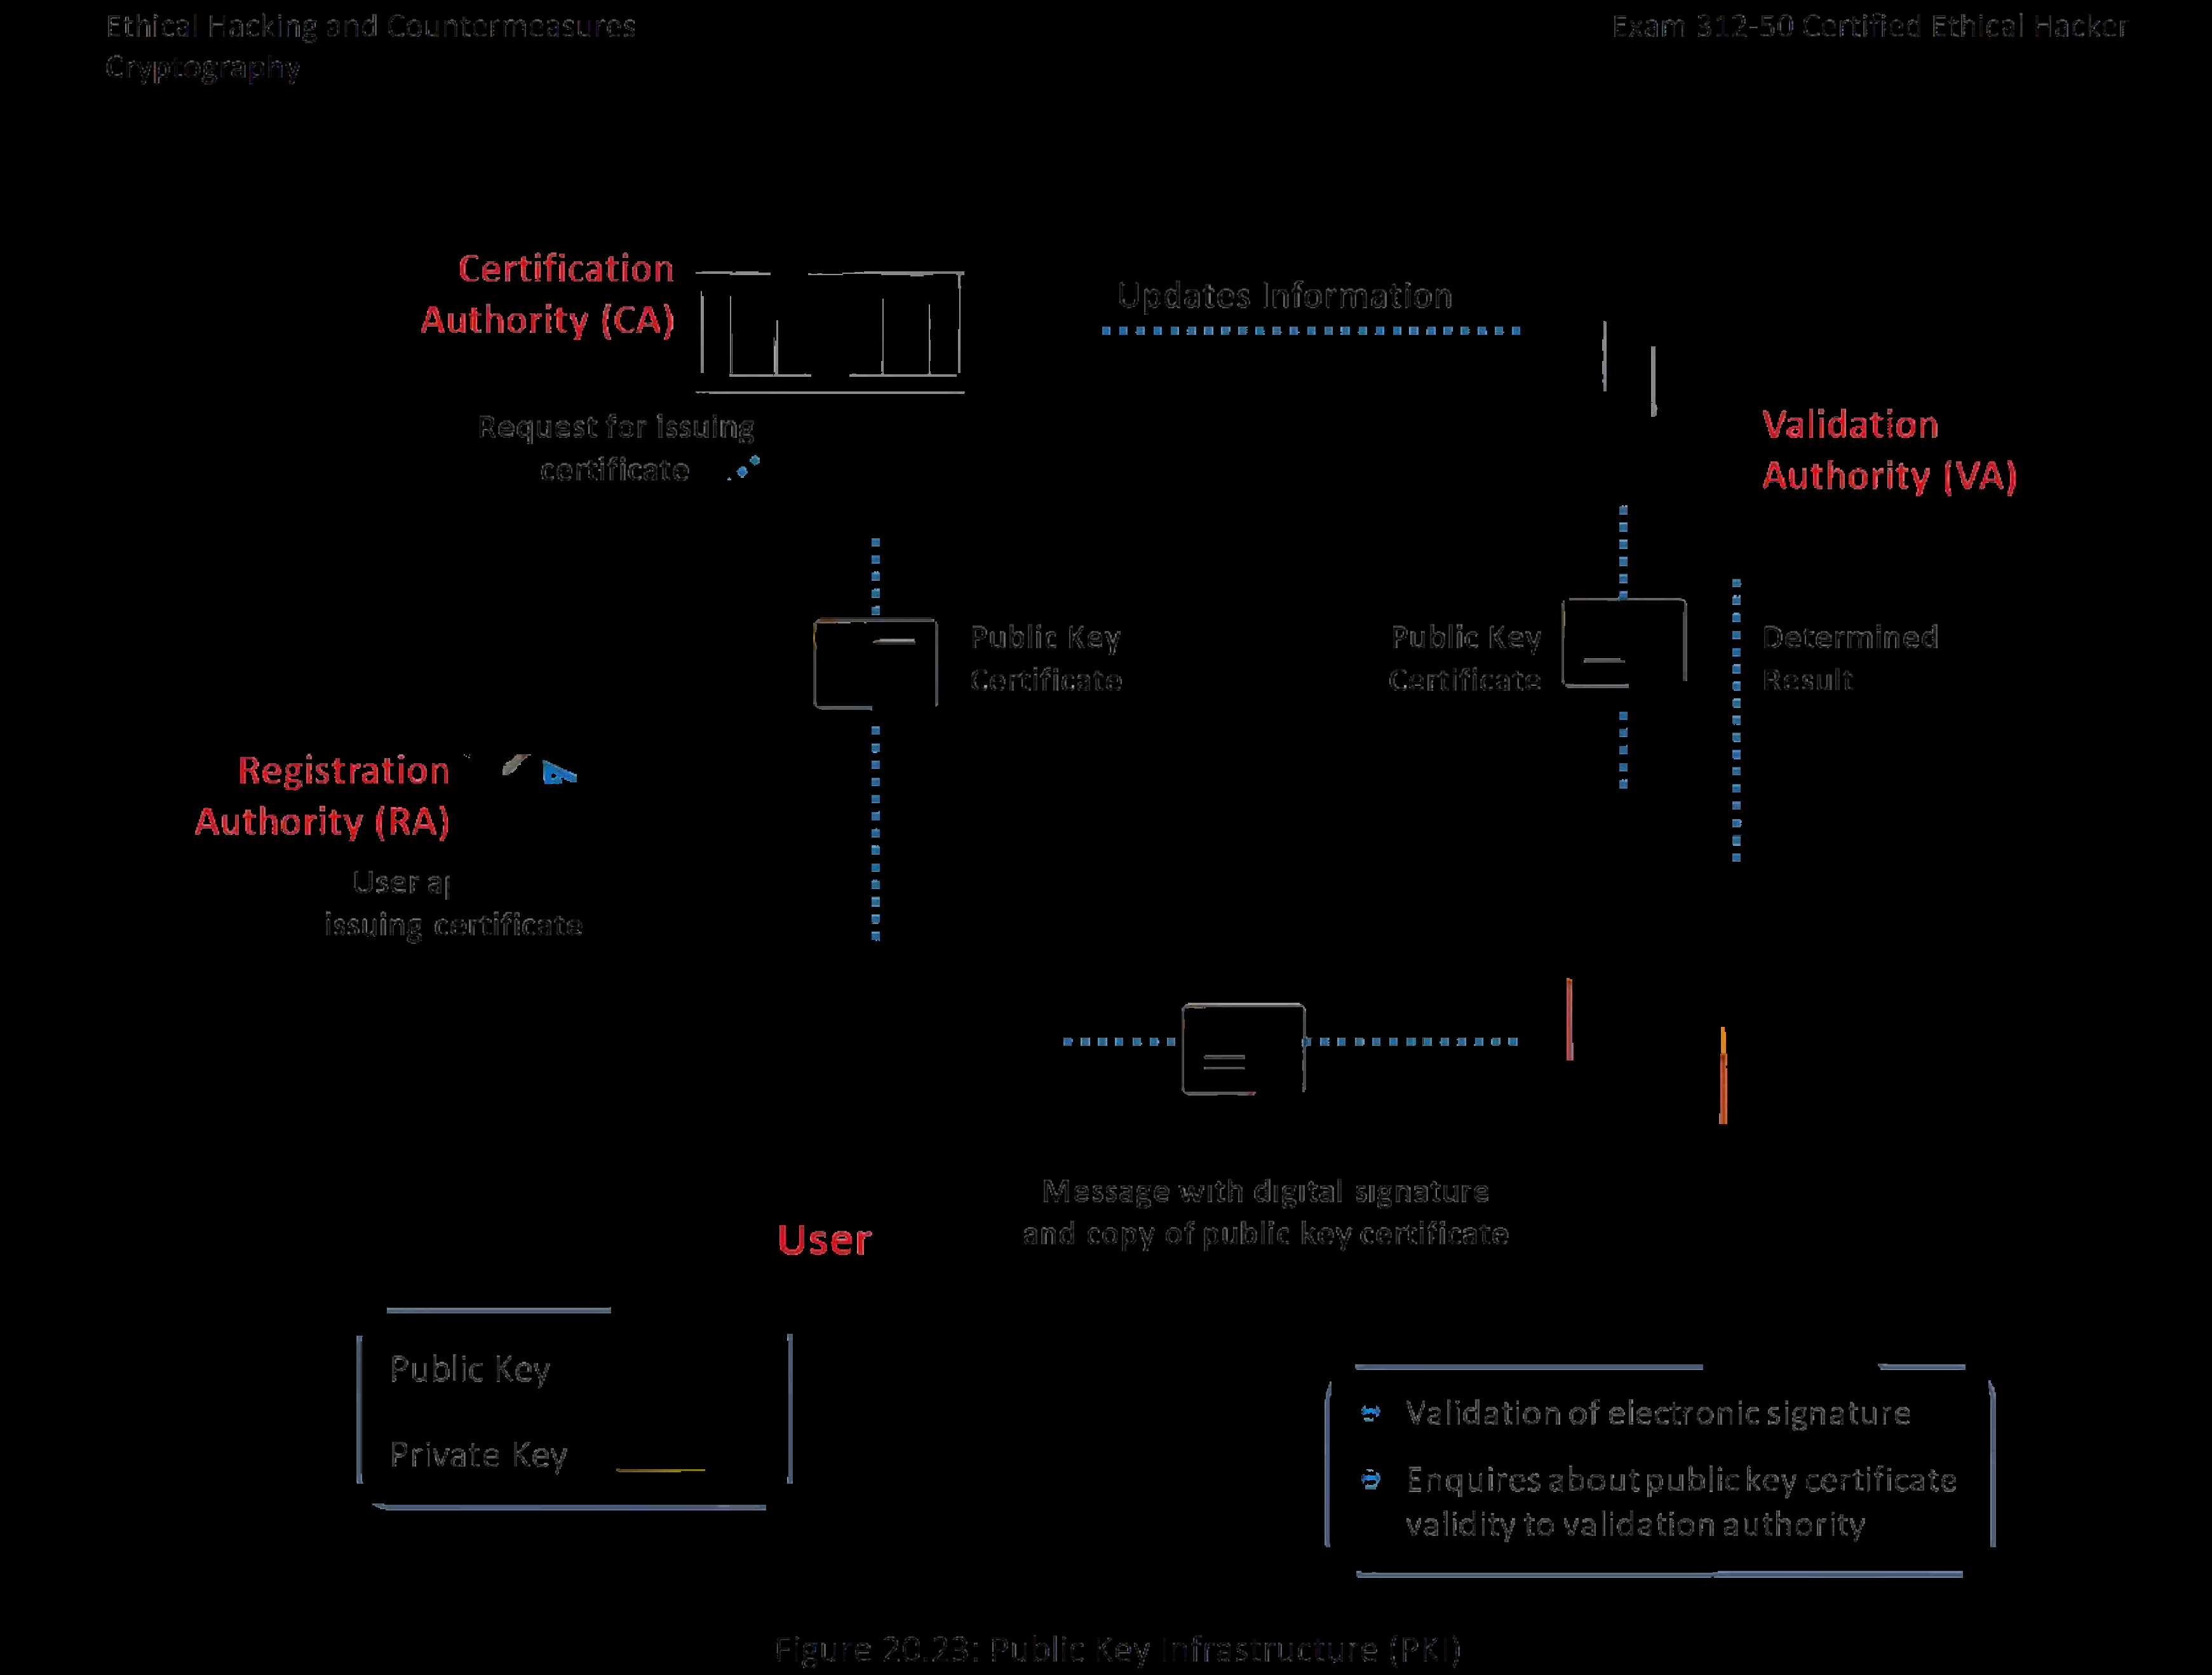 Ethical Hacking and Countermeasures
Cryptography
Exam 312-50 Certified Ethical Hacker
Certification
Authority (CA)
Updates Information
Request for issuing
certificate
Validation
Authority (VA)
Public Key
Certificate
Public Key
Certificate
Determined
Result
Registration
Authority (RA)
User
issuing certificate
Message with digital signature
and copy of public key certificate
User
Public Key
Private Key
Validation of electronic signature
Enquires about public key certificate
validity to validation authority
Figure 20.23: Public Key Infrastructure (PKI)